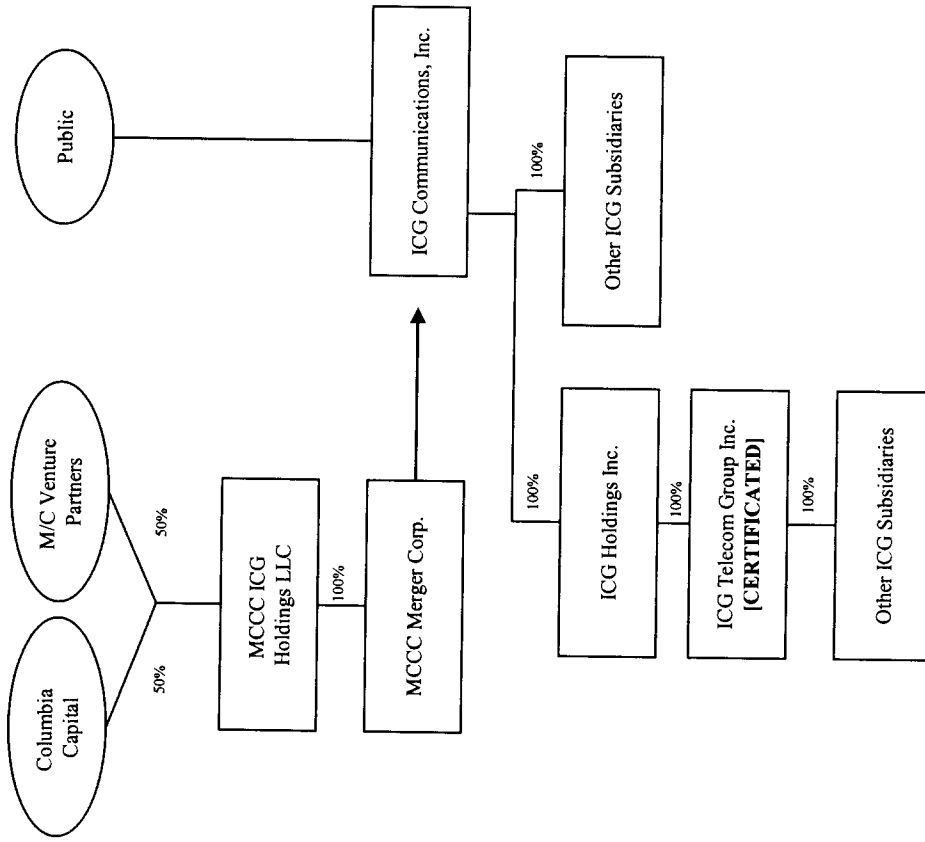 Columbia
Capital
M/C Venture
Partners
Public
50%
50%
MCCC ICG
Holdings LLC
100%
MCCC Merger Corp.
ICG Communications, Inc.
100%
100%
ICG Holdings Inc.
Other ICG Subsidiaries
100%
ICG Telecom Group Inc.
[CERTIFICATED]
100%
Other ICG Subsidiaries